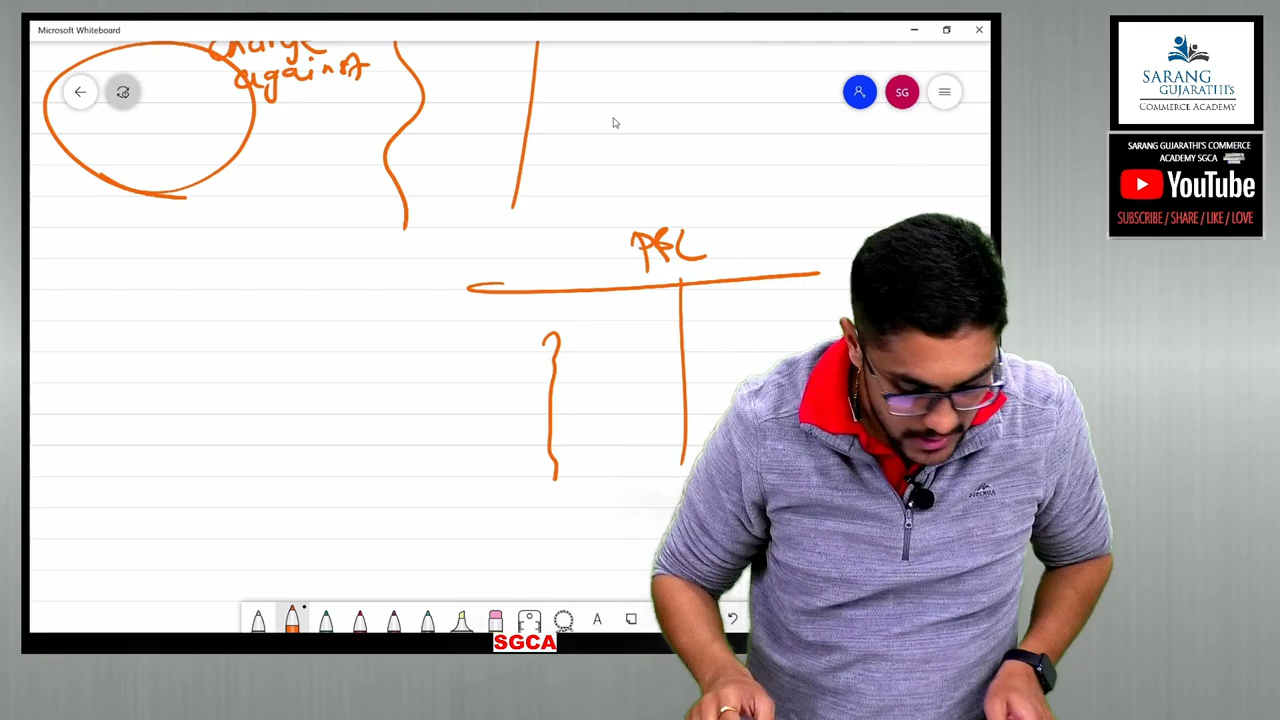 Microsoft Whiteboard
charge
against
SG
P&L
A
SGCA
SARANG
GUJARATHI'S
COMMERCE ACADEMY
SARANG GUJARATHI'S COMMERCE
ACADEMY SGCA
YouTube
SUBSCRIBE / SHARE / LIKE / LOVE